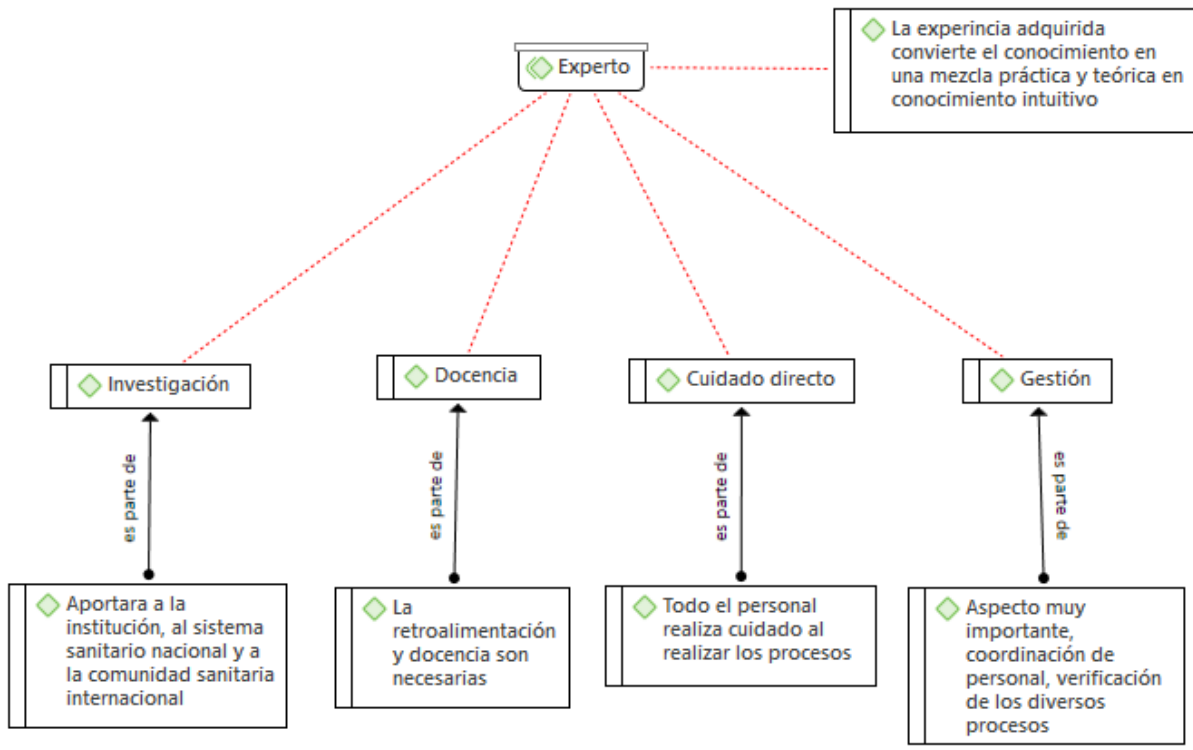 La experincia adquirida
convierte el conocimiento en
una mezcla práctica y teórica en
conocimiento intuitivo
Experto
Investigación
Docencia
Cuidado directo
Gestión
es parte de
es parte de
es parte de
es parte de
Aportara a la
institución, al sistema
sanitario nacional y a
la comunidad sanitaria
internacional
La
retroalimentación
y docencia son
necesarias
Todo el personal
realiza cuidado al
realizar los procesos
Aspecto muy
importante,
coordinación de
personal, verificación
de los diversos
procesos